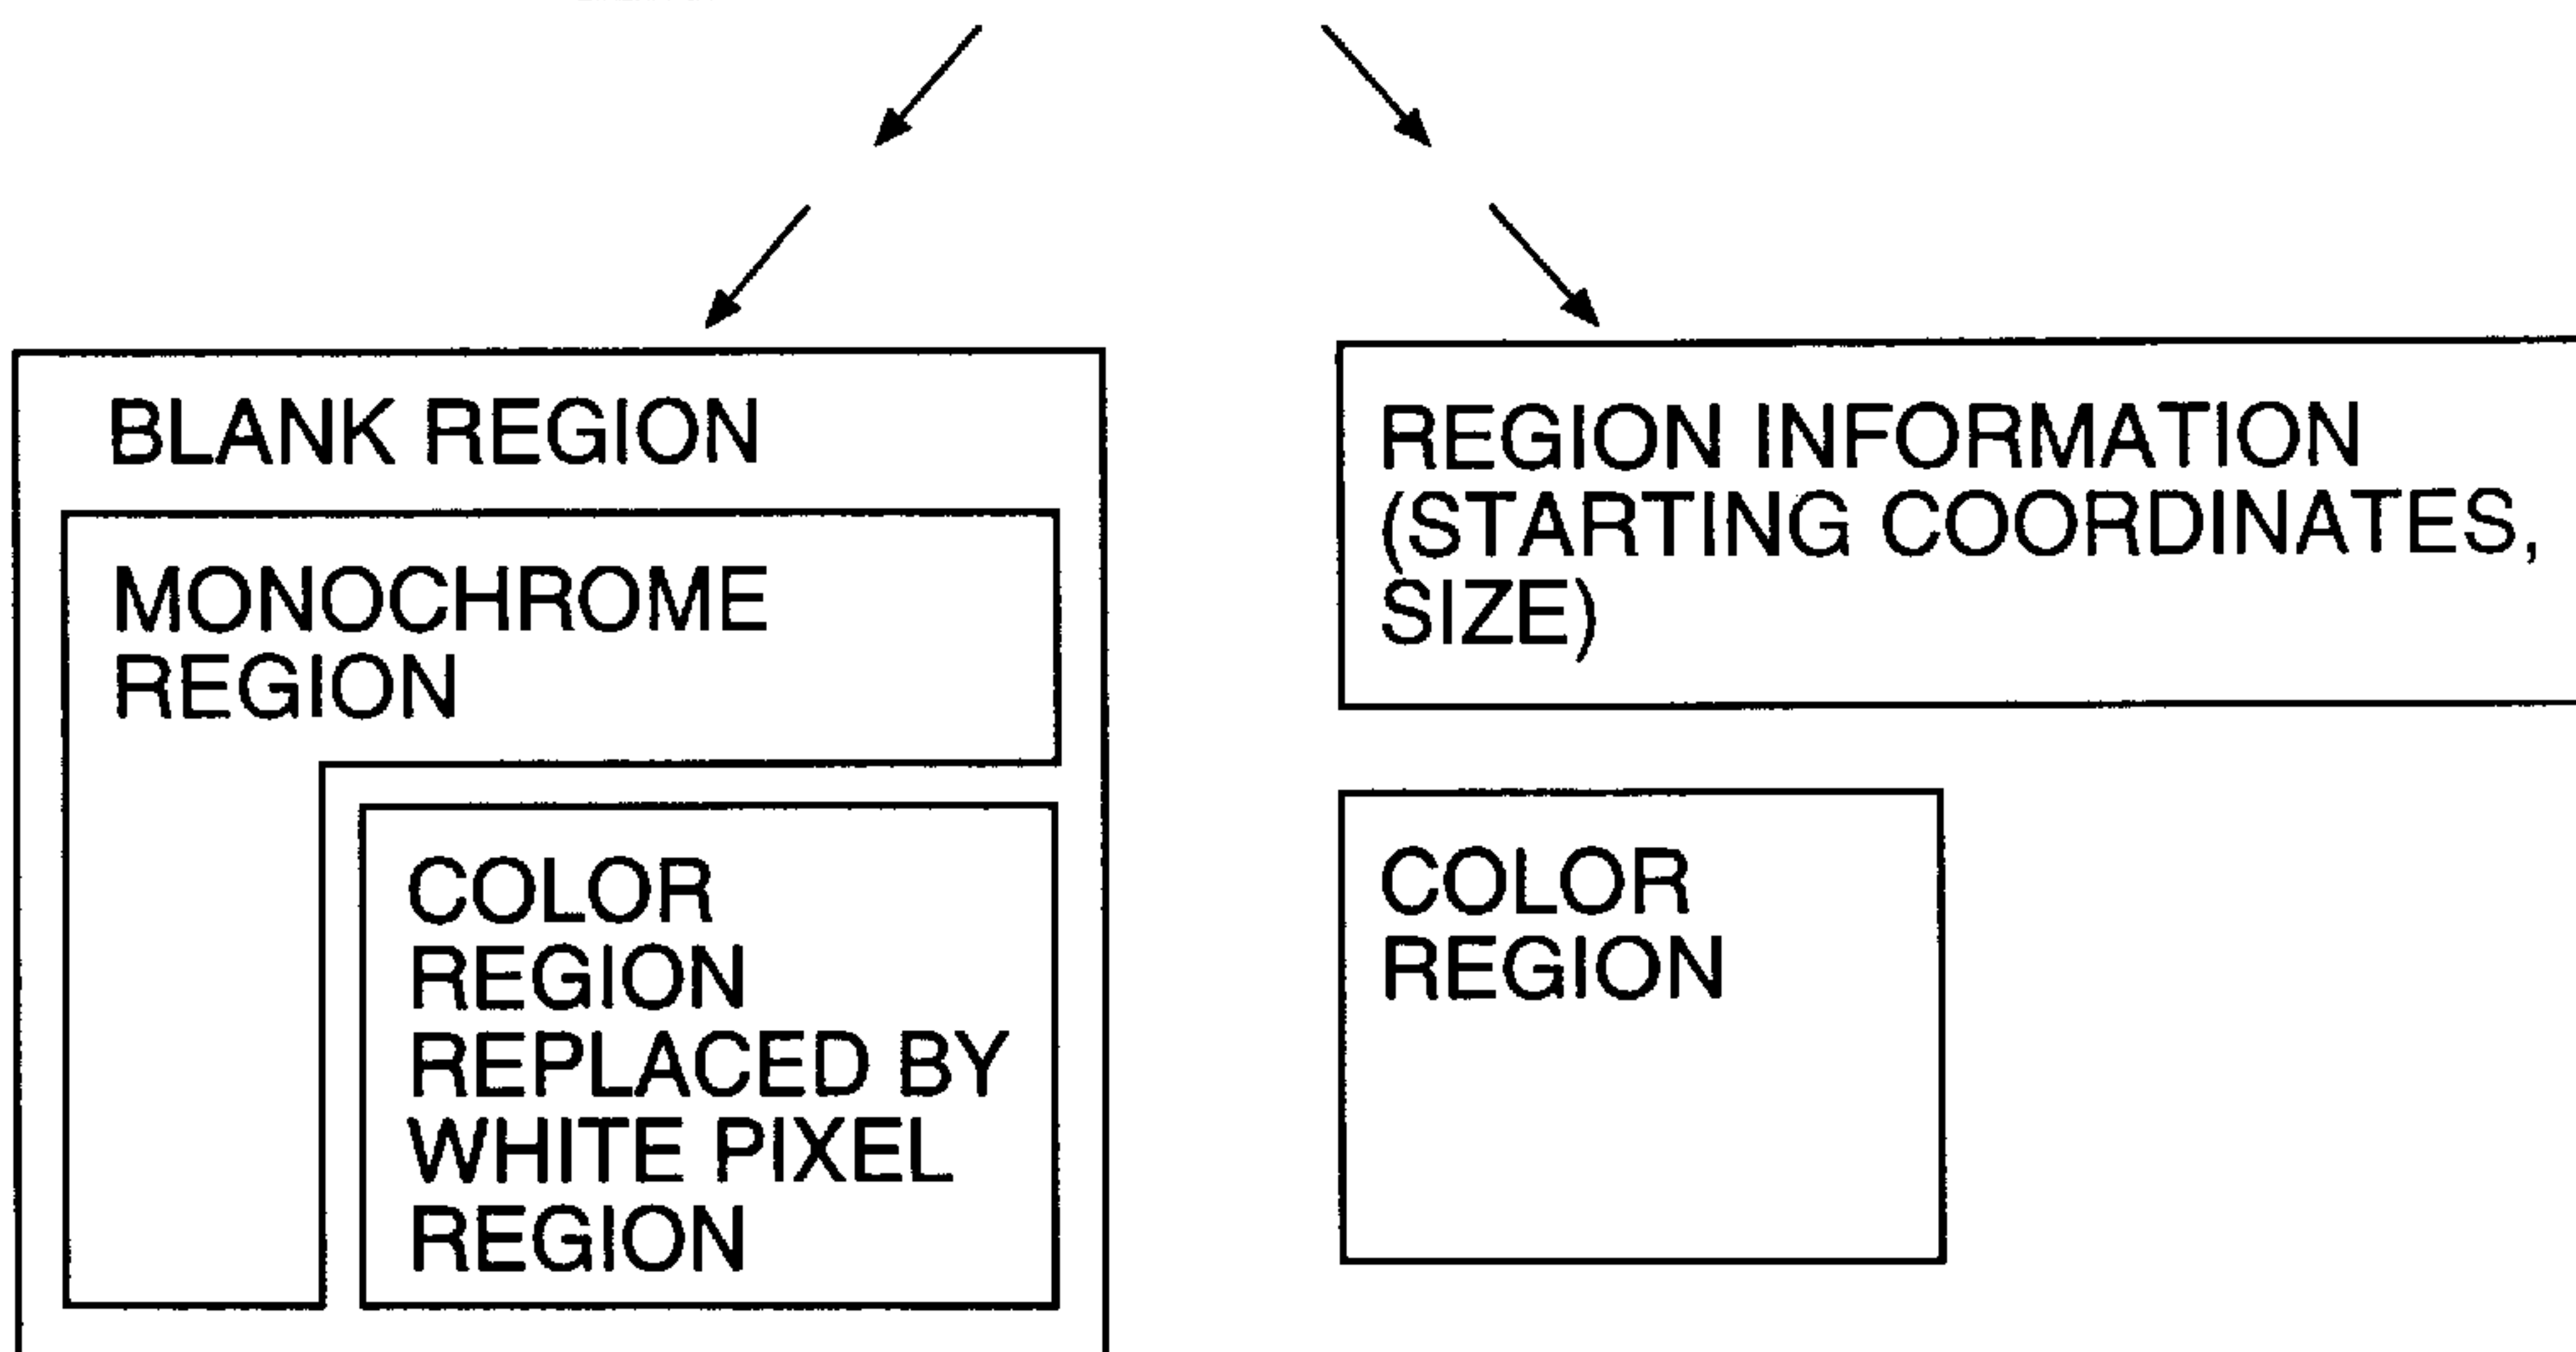 BLANK REGION
MONOCHROME
REGION
COLOR
REGION
REPLACED BY
WHITE PIXEL
REGION
REGION INFORMATION
(STARTING COORDINATES,
SIZE)
COLOR
REGION